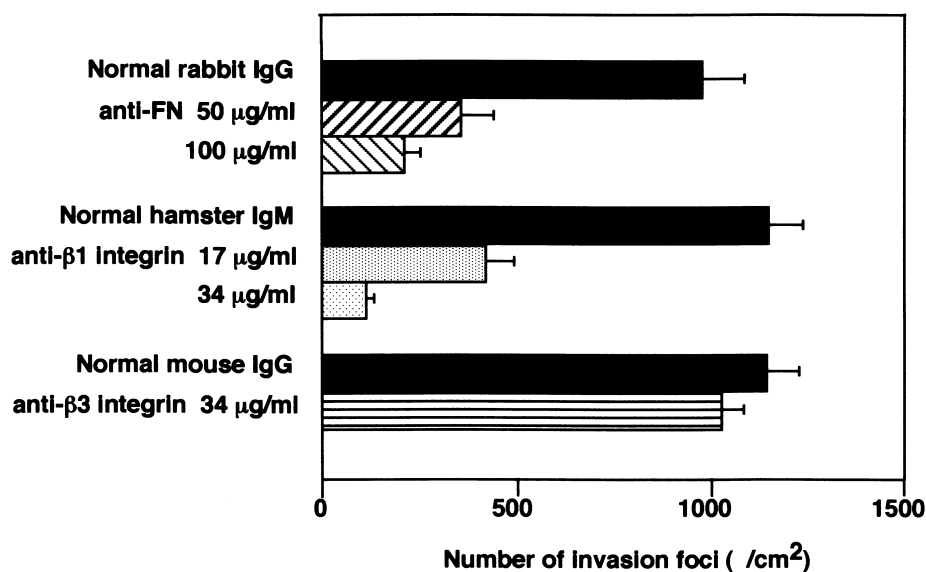 Normal rabbit IgG
anti-FN 50 μg/ml
100 μg/ml
Normal hamster IgM
anti-β1 integrin 17 μg/ml
34 μg/ml
Normal mouse IgG
anti-β3 integrin 34 μg/ml
0 500 1000 1500
Number of invasion foci ( /cm²)